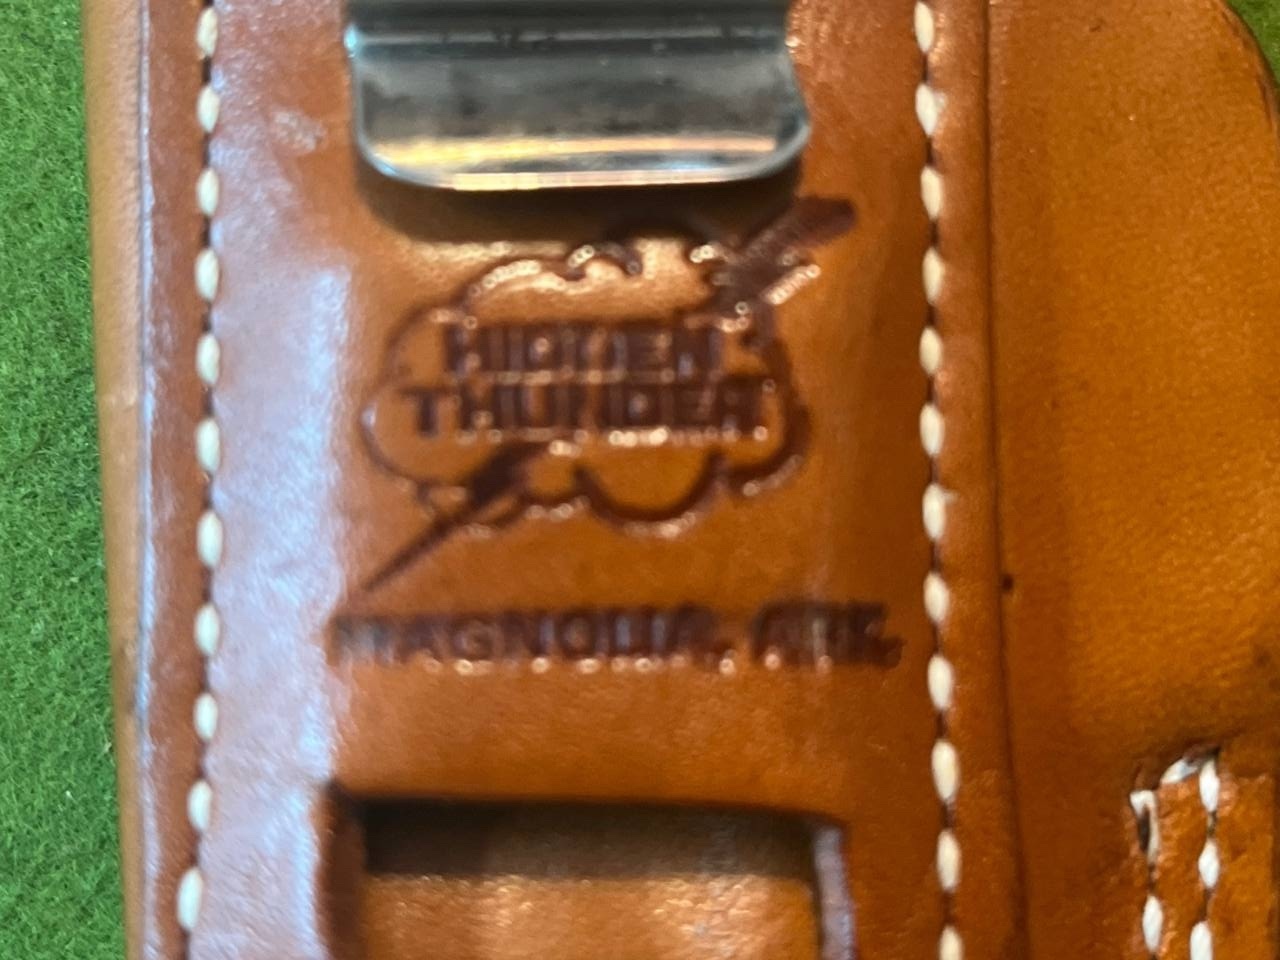 HIDDEN
THUNDER
MAGNOLIA, ARK.